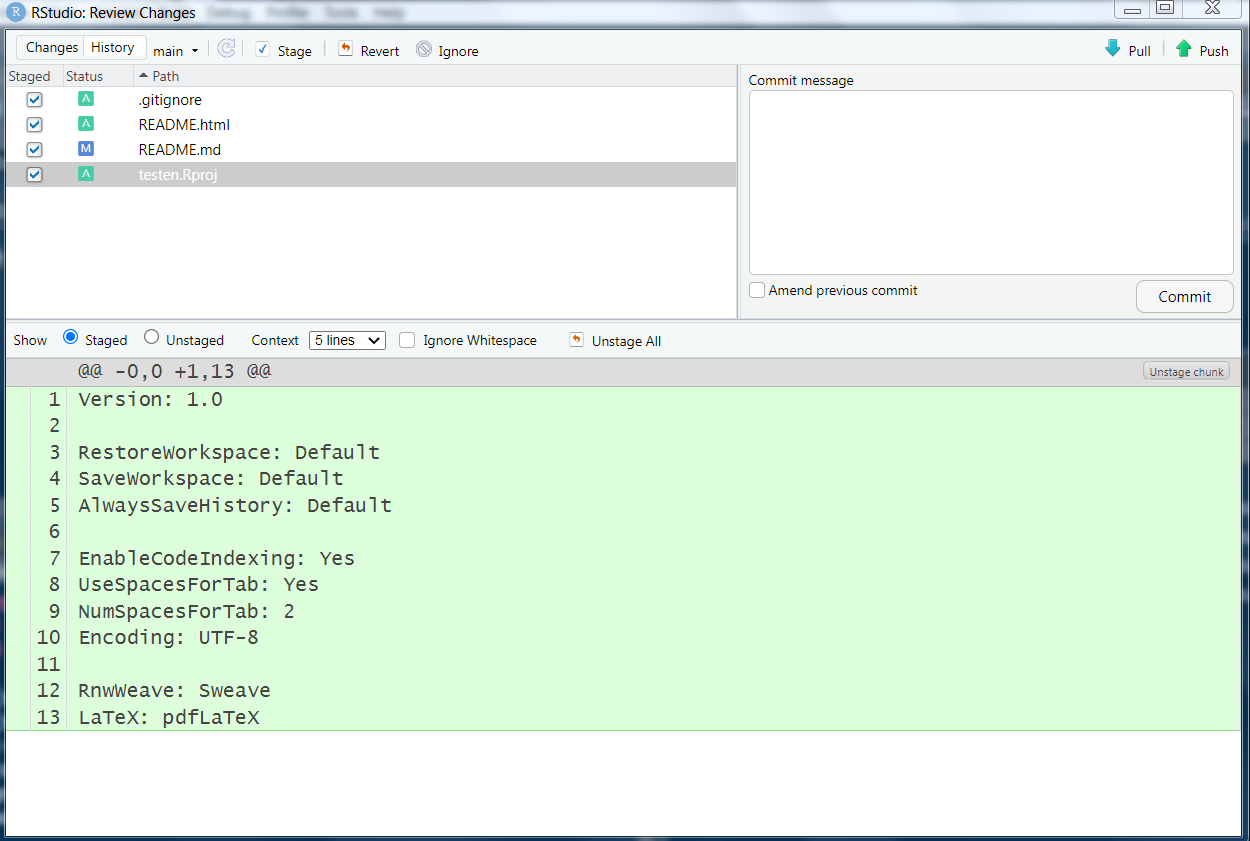 RStudio: Review Changes Debug Profile Tools Help
Changes History main Stage Revert Ignore Pull Push
Staged Status Path
A .gitignore
A README.html
M README.md
A testen.Rproj
Commit message
Amend previous commit
Commit
Show Staged Unstaged Context 5 lines Ignore Whitespace Unstage All
@@ -0,0 +1,13 @@ Unstage chunk
1 Version: 1.0
2
3 RestoreWorkspace: Default
4 SaveWorkspace: Default
5 AlwaysSaveHistory: Default
6
7 EnableCodeIndexing: Yes
8 UseSpacesForTab: Yes
9 NumSpacesForTab: 2
10 Encoding: UTF-8
11
12 RnwWeave: Sweave
13 LaTeX: pdfLaTeX